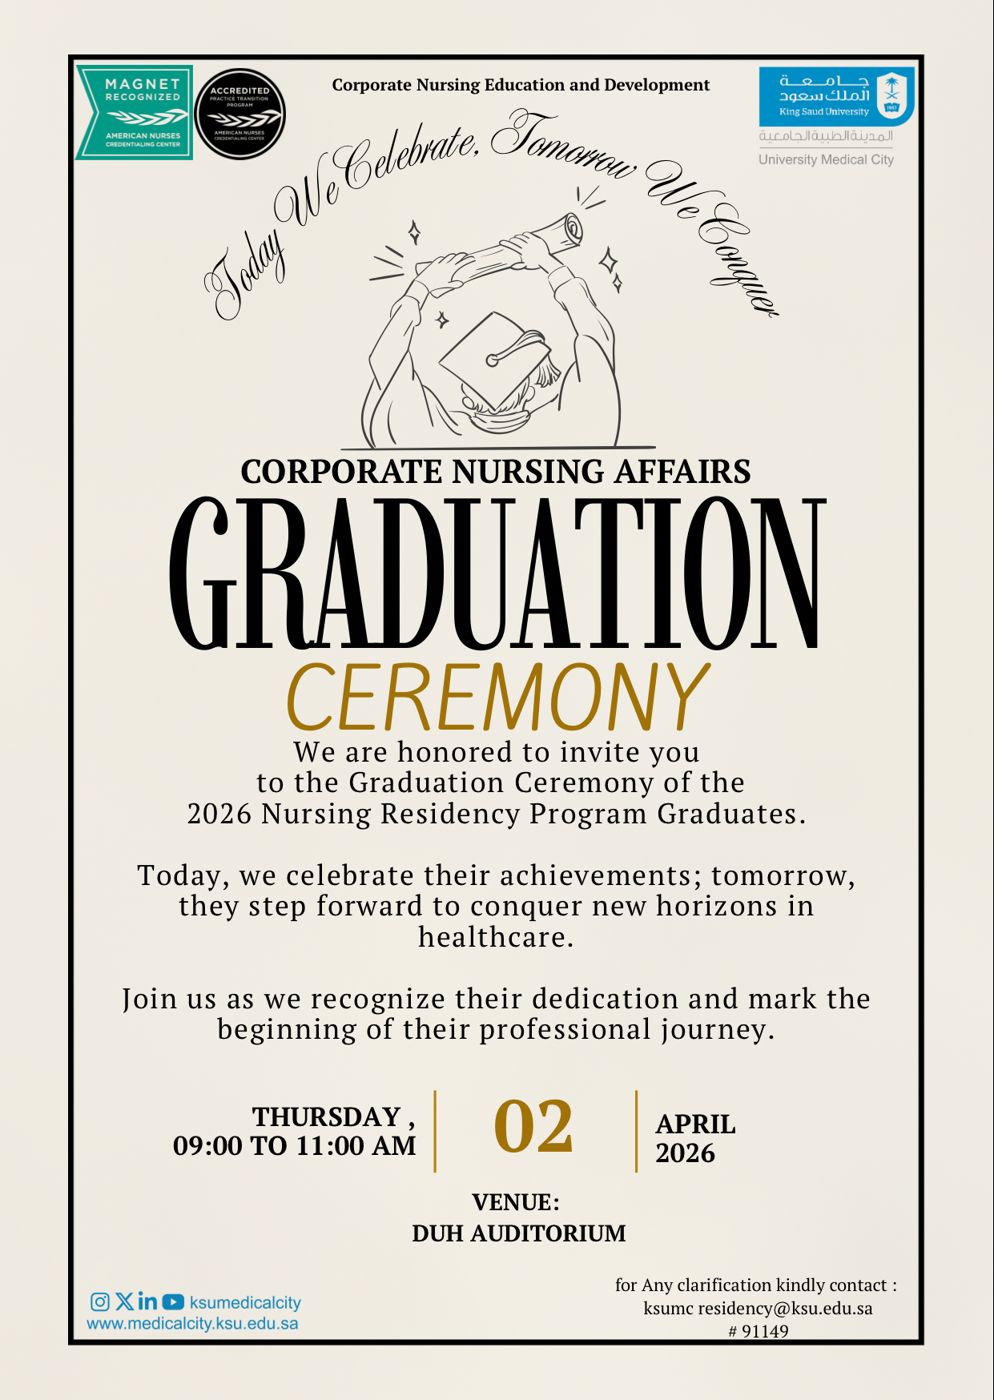 MAGNET
RECOGNIZED
AMERICAN NURSES
CREDENTIALING CENTER
ACCREDITED
PRACTICE TRANSITION
PROGRAM
AMERICAN NURSES
CREDENTIALING CENTER
Corporate Nursing Education and Development
جامعة
الملك سعود
King Saud University
1957
المدينة الطبية الجامعية
University Medical City
Today We Celebrate, Tomorrow We Conquer
CORPORATE NURSING AFFAIRS
GRADUATION
CEREMONY
We are honored to invite you
to the Graduation Ceremony of the
2026 Nursing Residency Program Graduates.
Today, we celebrate their achievements; tomorrow,
they step forward to conquer new horizons in
healthcare.
Join us as we recognize their dedication and mark the
beginning of their professional journey.
THURSDAY ,
09:00 TO 11:00 AM
02
APRIL
2026
VENUE:
DUH AUDITORIUM
for Any clarification kindly contact :
ksumc residency@ksu.edu.sa
# 91149
ksumedicalcity
www.medicalcity.ksu.edu.sa